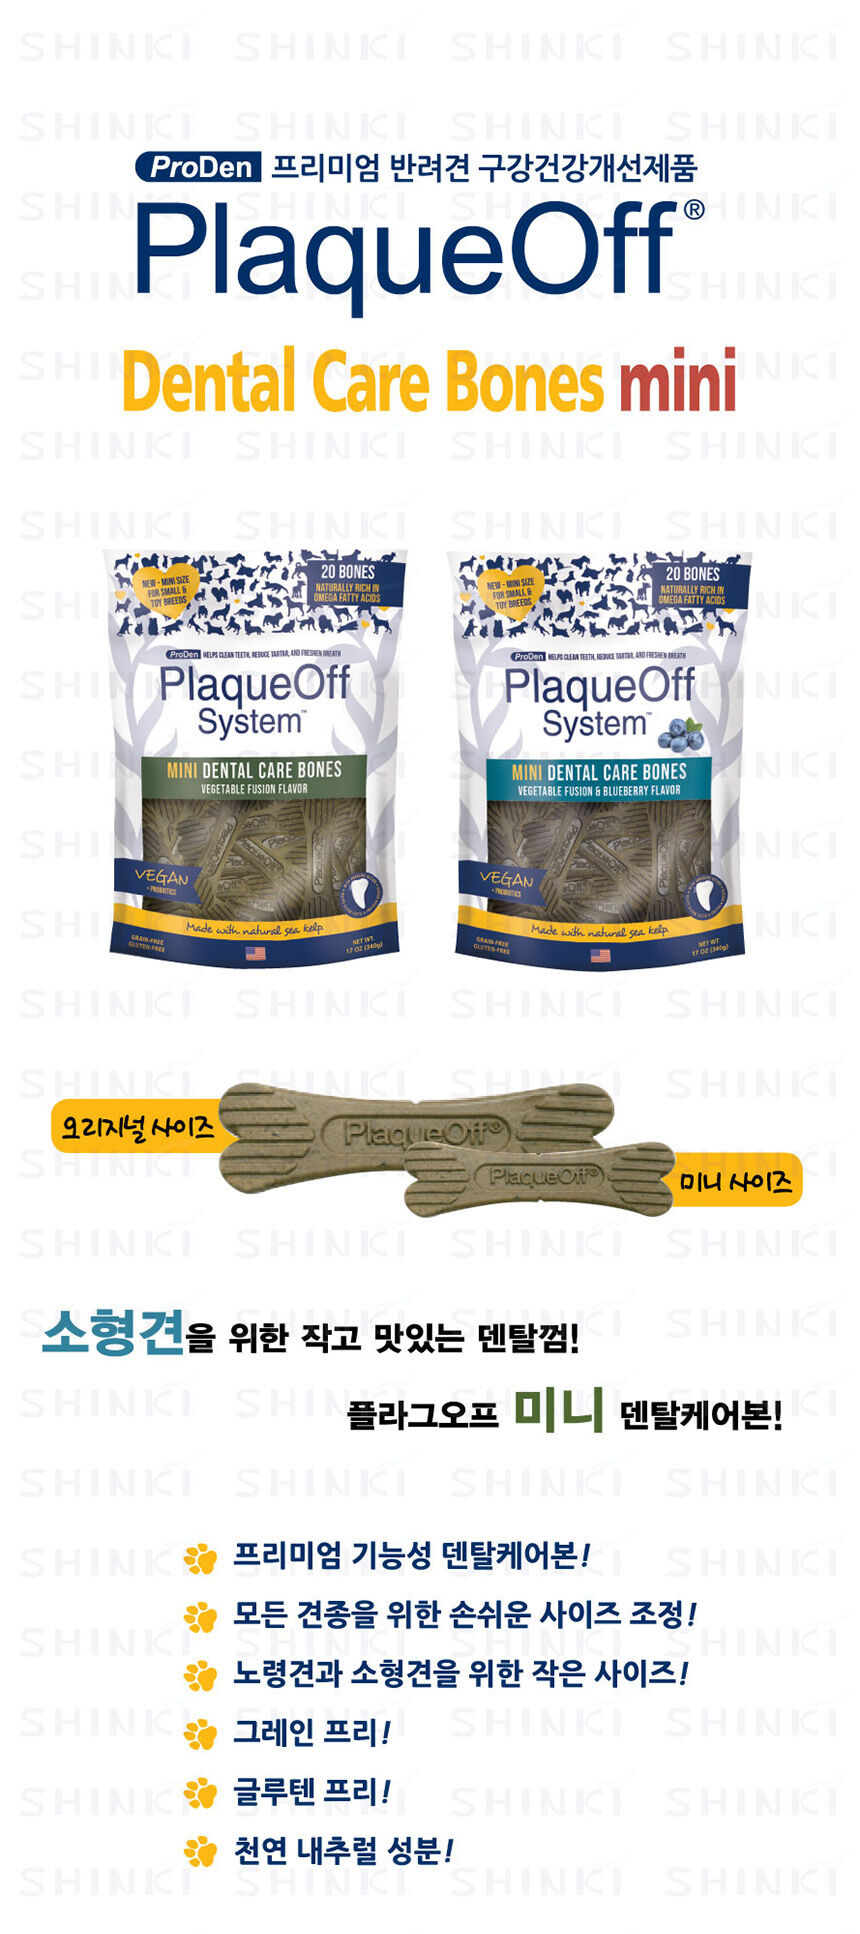 SHINKI SHINKI SHINKI SHINKI
ProDen 프리미엄 반려견 구강건강개선제품
PlaqueOff®
Dental Care Bones mini
NEW - MINI SIZE
FOR SMALL &
TOY BREEDS
20 BONES
NATURALLY RICH IN
OMEGA FATTY ACIDS
ProDen HELPS CLEAN TEETH, REDUCE TARTAR, AND FRESHEN BREATH
PlaqueOff
System™
MINI DENTAL CARE BONES
VEGETABLE FUSION FLAVOR
VEGAN
+ PROBIOTICS
Made with natural sea kelp
GRAIN-FREE
GLUTEN-FREE
NET WT.
17 OZ (340g)
NEW - MINI SIZE
FOR SMALL &
TOY BREEDS
20 BONES
NATURALLY RICH IN
OMEGA FATTY ACIDS
ProDen HELPS CLEAN TEETH, REDUCE TARTAR, AND FRESHEN BREATH
PlaqueOff
System™
MINI DENTAL CARE BONES
VEGETABLE FUSION & BLUEBERRY FLAVOR
VEGAN
+ PROBIOTICS
Made with natural sea kelp
GRAIN-FREE
GLUTEN-FREE
NET WT.
17 OZ (340g)
오리지널 사이즈
PlaqueOff®
PlaqueOff®
미니 사이즈
소형견을 위한 작고 맛있는 덴탈껌!
플라그오프 미니 덴탈케어본!
프리미엄 기능성 덴탈케어본!
모든 견종을 위한 손쉬운 사이즈 조정!
노령견과 소형견을 위한 작은 사이즈!
그레인 프리!
글루텐 프리!
천연 내추럴 성분!